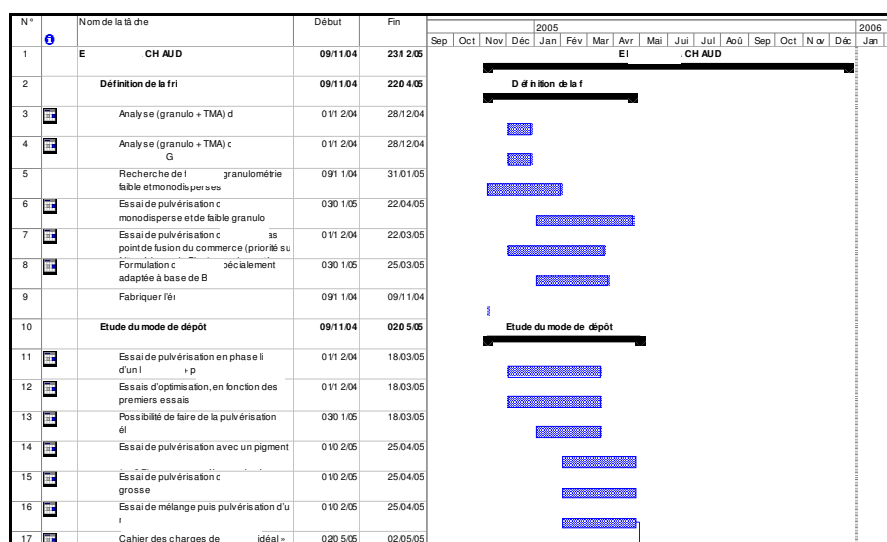 N° Nom de la tâche Début Fin 2005 2006
Sep Oct Nov Déc Jan Fév Mar Avr Mai Jui Jul Aoû Sep Oct Nov Déc Jan
1 E CHAUD 09/11/04 23/12/05 CHAUD
2 Définition de la fri 09/11/04 22/04/05 Définition de la f
3 Analyse (granulo + TMA) d 01/12/04 28/12/04
4 Analyse (granulo + TMA) 01/12/04 28/12/04
G
5 Recherche de granulométrie 09/11/04 31/01/05
faible et monodisperses
6 Essai de pulvérisation 03/01/05 22/04/05
monodisperse et de faible granulo
7 Essai de pulvérisation as 01/12/04 22/03/05
point de fusion du commerce (priorité su
8 Formulation pécialement 03/01/05 25/03/05
adaptée à base de B
9 Fabriquer l'é 09/11/04 09/11/04
10 Etude du mode de dépôt 09/11/04 02/05/05 Etude du mode de dépôt
11 Essai de pulvérisation en phase li 01/12/04 18/03/05
d'un l + p
12 Essais d'optimisation, en fonction des 01/12/04 18/03/05
premiers essais
13 Possibilité de faire de la pulvérisation 03/01/05 18/03/05
él
14 Essai de pulvérisation avec un pigment 01/02/05 25/04/05
15 Essai de pulvérisation 01/02/05 25/04/05
grosse
16 Essai de mélange puis pulvérisation d'u 01/02/05 25/04/05
17 Cahier des charges de idéal » 02/05/05 02/05/05